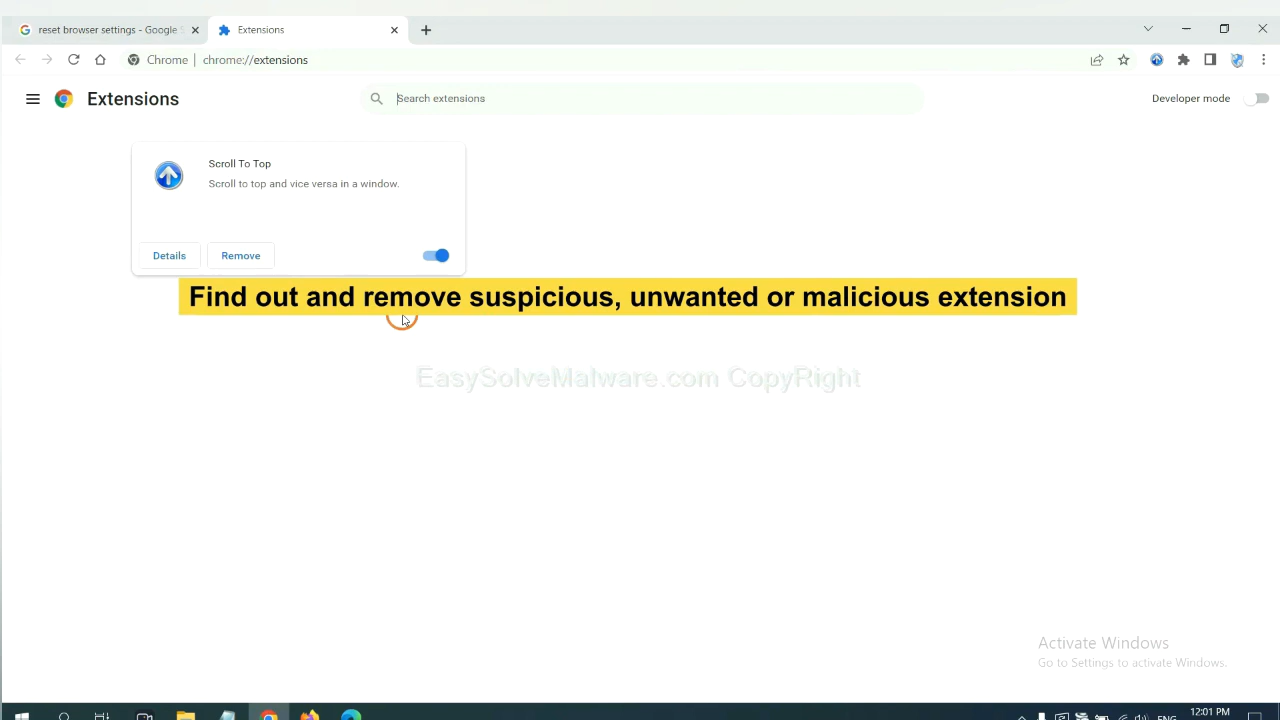 reset browser settings - Google
Extensions
Chrome
chrome://extensions
Extensions
Search extensions
Developer mode
Scroll To Top
Scroll to top and vice versa in a window.
Details
Remove
Find out and remove suspicious, unwanted or malicious extension
EasySolveMalware.com CopyRight
Activate Windows
Go to Settings to activate Windows.
12:01 PM
ENG